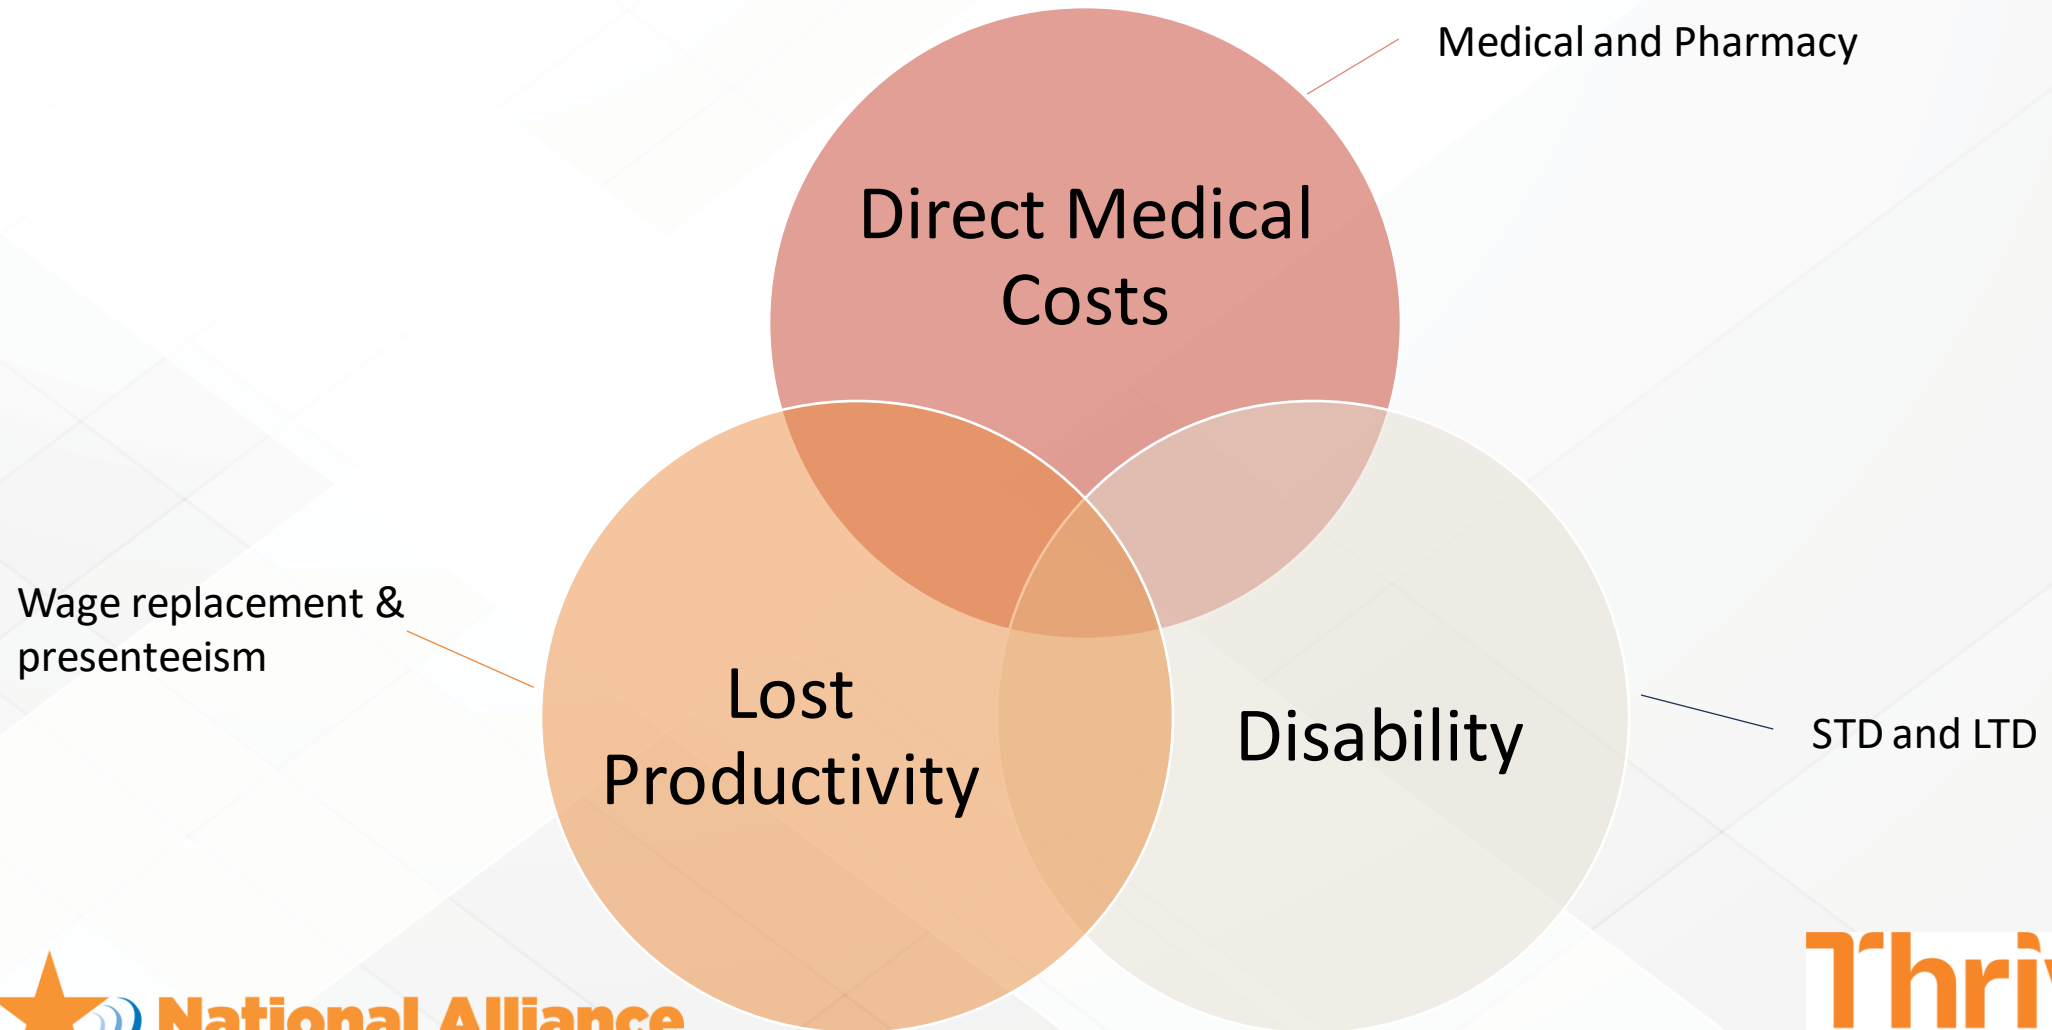 Medical and Pharmacy
Direct Medical
Costs
Wage replacement &
presenteeism
Lost
Productivity
Disability
STD and LTD
National Alliance